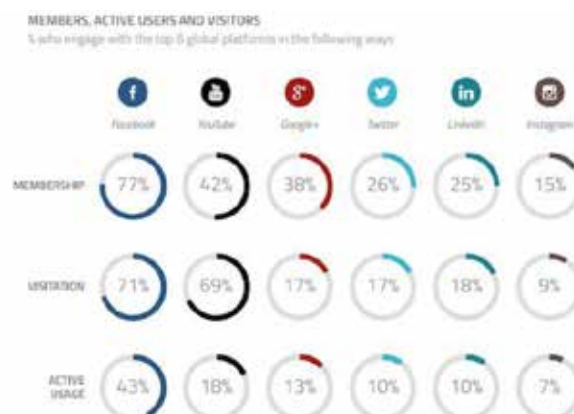 MEMBERS, ACTIVE USERS AND VISITORS
% who engage with the top 6 global platforms in the following ways
Facebook YouTube Google+ Twitter LinkedIn Instagram
MEMBERSHIP 77% 42% 38% 26% 25% 15%
VISITATION 71% 69% 17% 17% 18% 9%
ACTIVE
USAGE 43% 18% 13% 10% 10% 7%